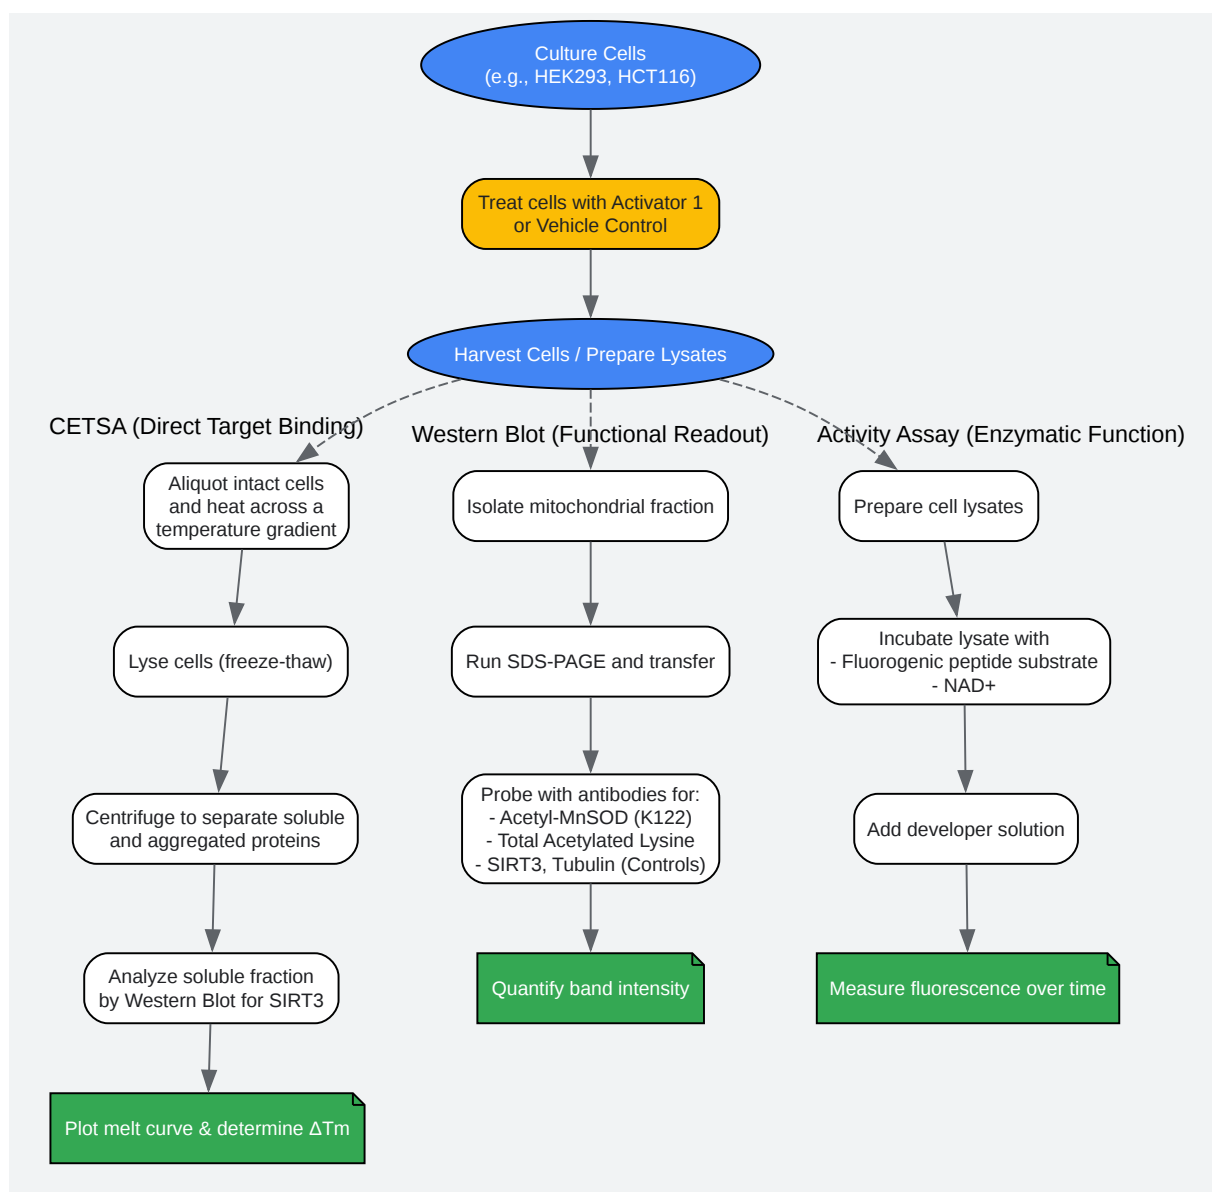 Culture Cells
(e.g., HEK293, HCT116)
Treat cells with Activator 1
or Vehicle Control
Harvest Cells / Prepare Lysates
CETSA (Direct Target Binding)
Aliquot intact cells
and heat across a
temperature gradient
Lyse cells (freeze-thaw)
Centrifuge to separate soluble
and aggregated proteins
Analyze soluble fraction
by Western Blot for SIRT3
Plot melt curve & determine ΔTm
Western Blot (Functional Readout)
Isolate mitochondrial fraction
Run SDS-PAGE and transfer
Probe with antibodies for:
- Acetyl-MnSOD (K122)
- Total Acetylated Lysine
- SIRT3, Tubulin (Controls)
Quantify band intensity
Activity Assay (Enzymatic Function)
Prepare cell lysates
Incubate lysate with
- Fluorogenic peptide substrate
- NAD+
Add developer solution
Measure fluorescence over time